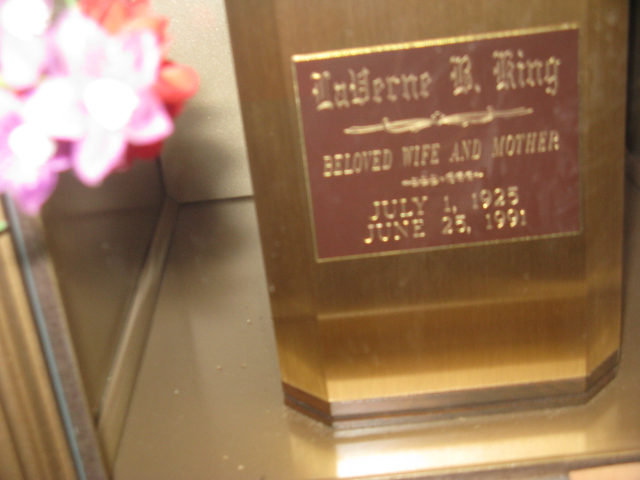 LaVerne B. King
BELOVED WIFE AND MOTHER
JULY 1, 1925
JUNE 25, 1991